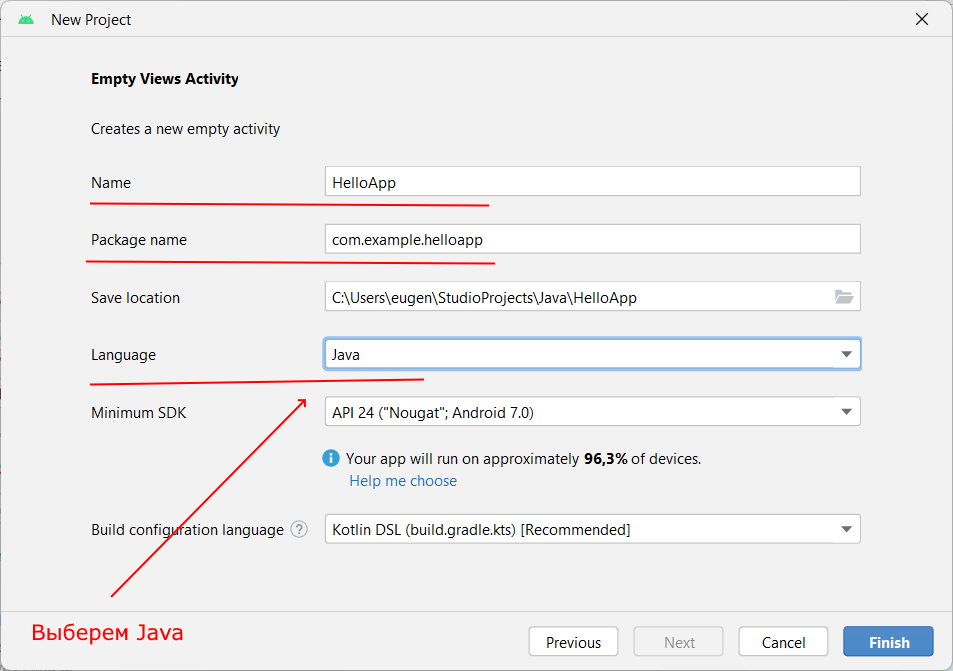 New Project
Empty Views Activity
Creates a new empty activity
Name HelloApp
Package name com.example.helloapp
Save location C:\Users\eugen\StudioProjects\Java\HelloApp
Language Java
Minimum SDK API 24 ("Nougat"; Android 7.0)
Your app will run on approximately 96,3% of devices.
Help me choose
Build configuration language ? Kotlin DSL (build.gradle.kts) [Recommended]
Выберем Java
Previous Next Cancel Finish